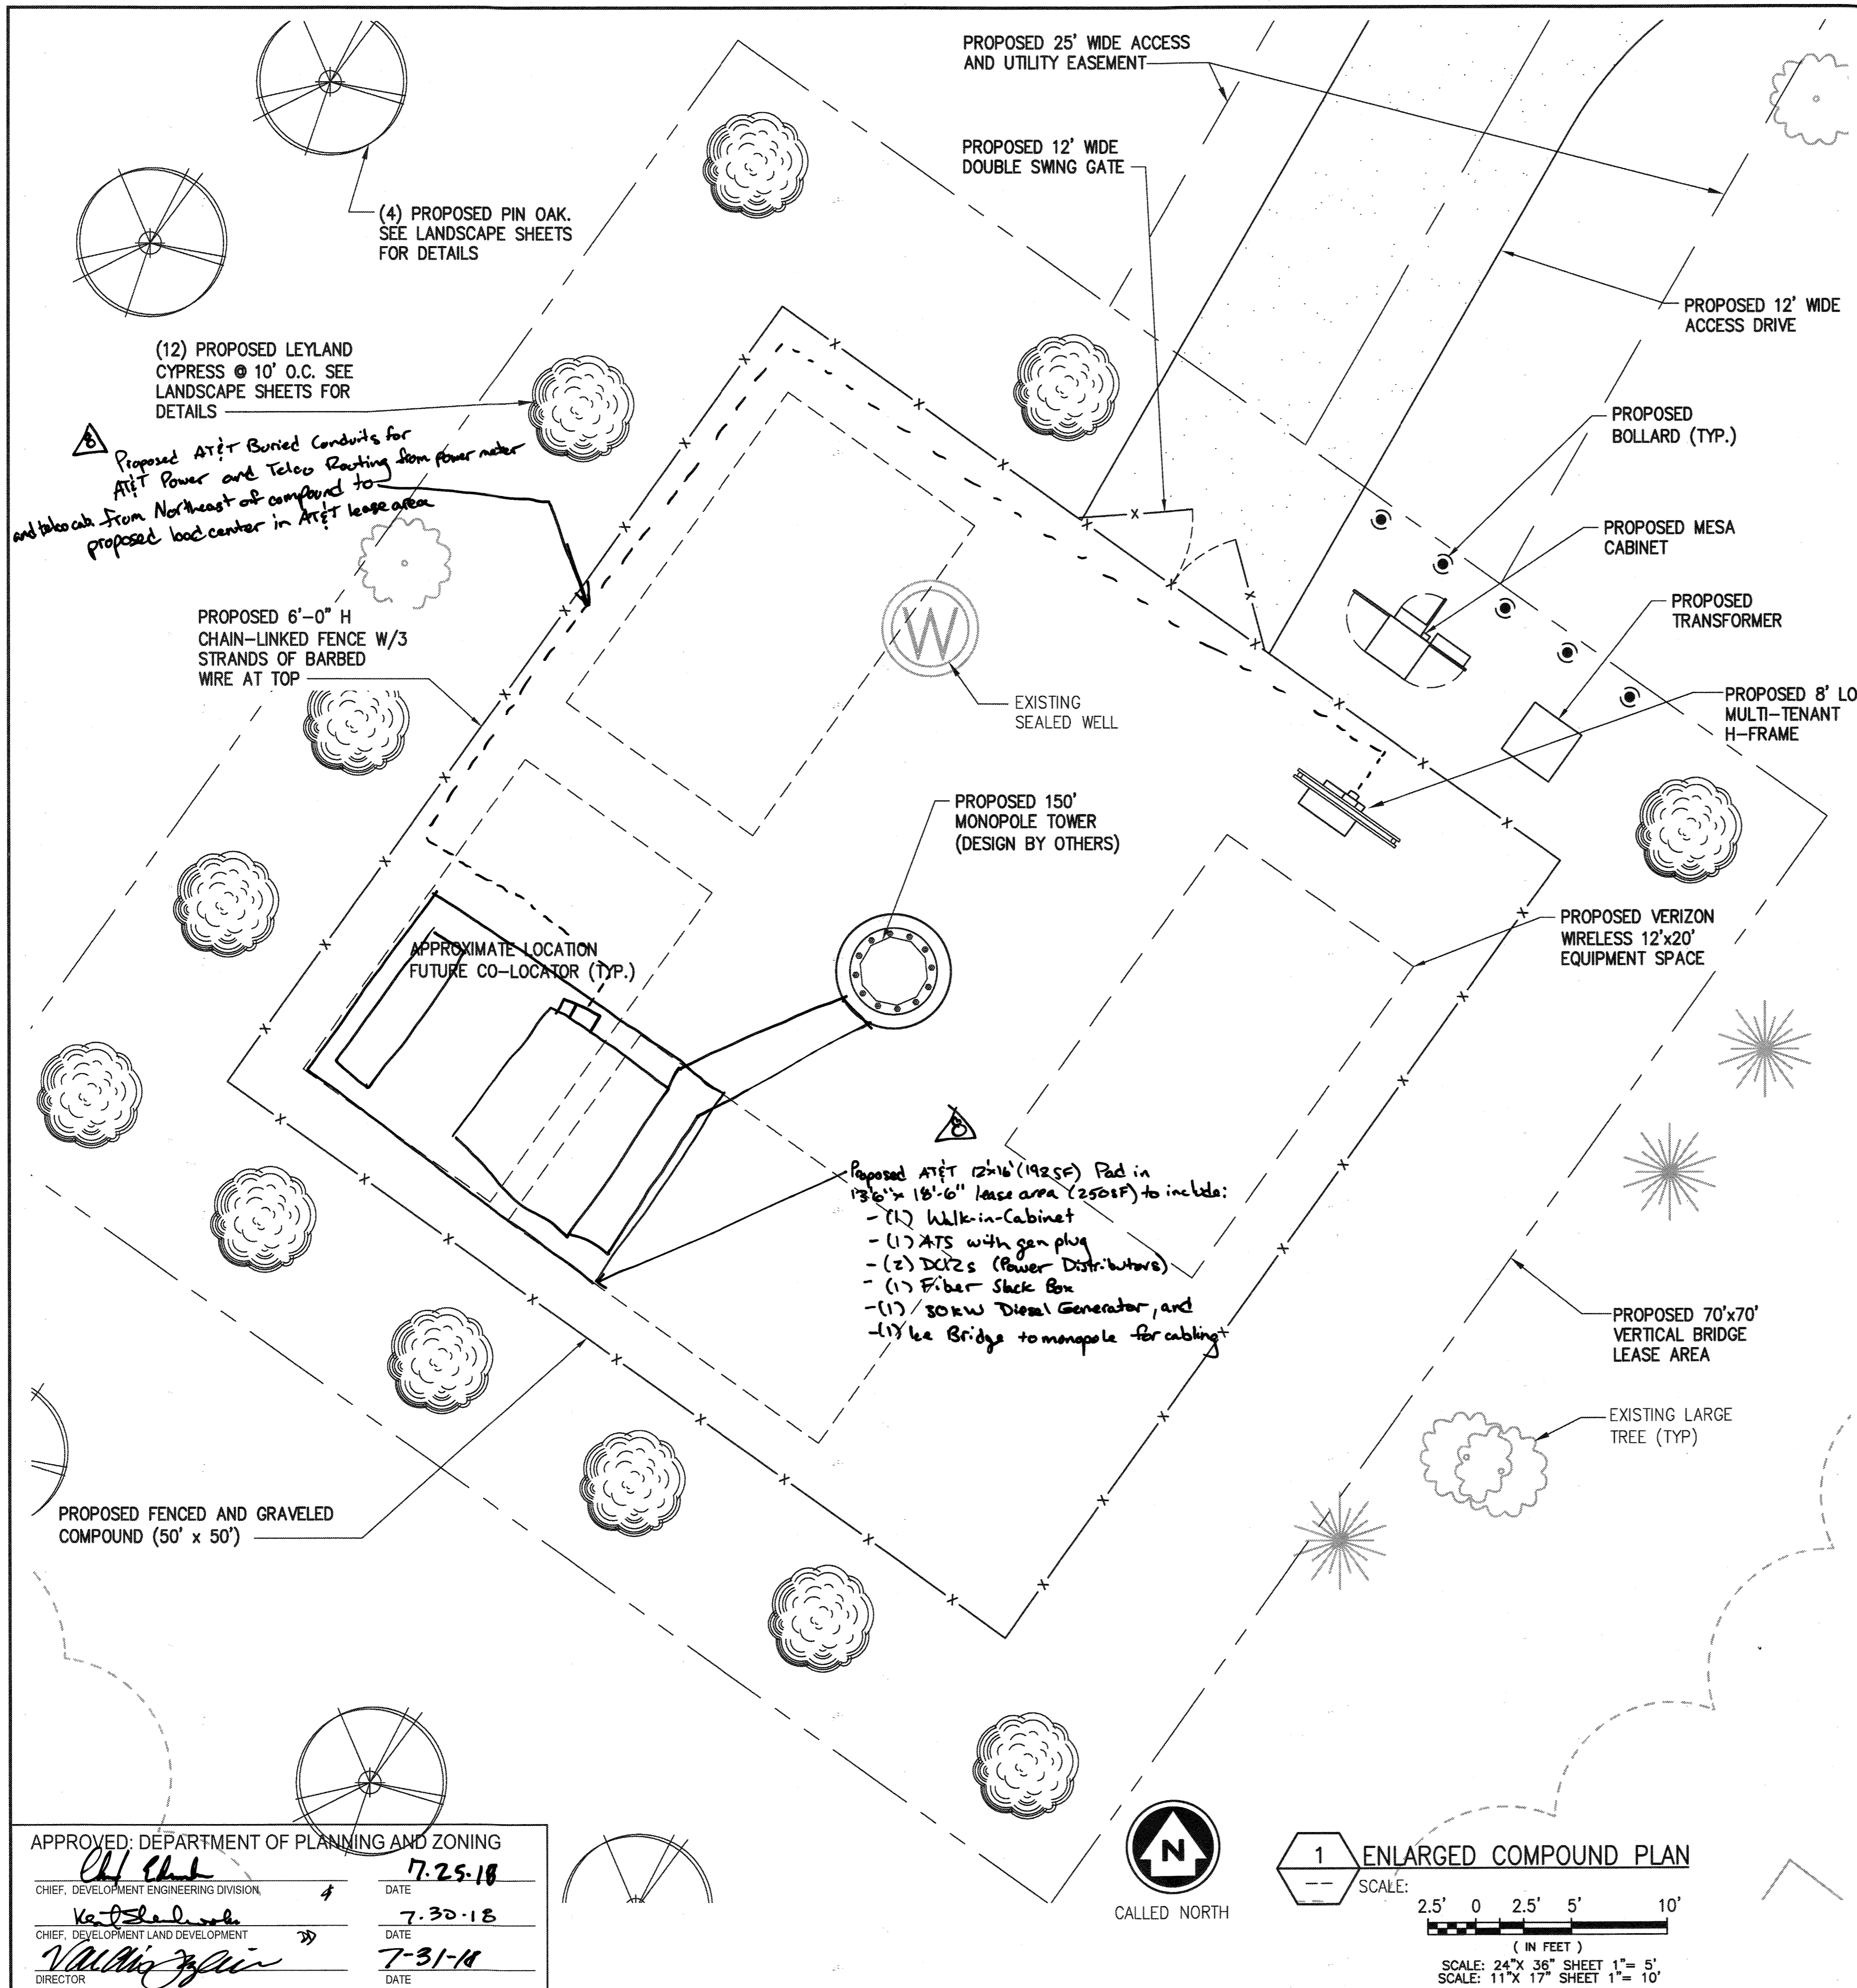 PROPOSED 25' WIDE ACCESS
AND UTILITY EASEMENT
PROPOSED 12' WIDE
DOUBLE SWING GATE
(4) PROPOSED PIN OAK.
SEE LANDSCAPE SHEETS
FOR DETAILS
PROPOSED 12' WIDE
ACCESS DRIVE
(12) PROPOSED LEYLAND
CYPRESS @ 10' O.C. SEE
LANDSCAPE SHEETS FOR
DETAILS
PROPOSED
BOLLARD (TYP.)
8
Proposed AT&T Buried Conduits for
AT&T Power and Telco Routing from power meter
and telco cab. from Northeast of compound to
proposed load center in AT&T lease area
PROPOSED MESA
CABINET
PROPOSED
TRANSFORMER
PROPOSED 6'-0" H
CHAIN-LINKED FENCE W/3
STRANDS OF BARBED
WIRE AT TOP
W
EXISTING
SEALED WELL
PROPOSED 8' LO
MULTI-TENANT
H-FRAME
PROPOSED 150'
MONOPOLE TOWER
(DESIGN BY OTHERS)
PROPOSED VERIZON
WIRELESS 12'x20'
EQUIPMENT SPACE
APPROXIMATE LOCATION
FUTURE CO-LOCATOR (TYP.)
8
Proposed AT&T 12'x16' (192SF) Pad in
13'6" x 18'-6" lease area (250SF) to include:
- (1) Walk-in-Cabinet
- (1) ATS with gen plug
- (2) DC12s (Power Distributors)
- (1) Fiber Slack Box
- (1) 30KW Diesel Generator, and
- (1) Ice Bridge to monopole for cabling
PROPOSED 70'x70'
VERTICAL BRIDGE
LEASE AREA
EXISTING LARGE
TREE (TYP)
PROPOSED FENCED AND GRAVELED
COMPOUND (50' x 50')
APPROVED: DEPARTMENT OF PLANNING AND ZONING
7.25.18
CHIEF, DEVELOPMENT ENGINEERING DIVISION DATE
7.30.18
CHIEF, DEVELOPMENT LAND DEVELOPMENT DATE
7-31-18
DIRECTOR DATE
N
CALLED NORTH
1 ENLARGED COMPOUND PLAN
-- SCALE:
2.5' 0 2.5' 5' 10'
( IN FEET )
SCALE: 24"X 36" SHEET 1"= 5'
SCALE: 11"X 17" SHEET 1"= 10'